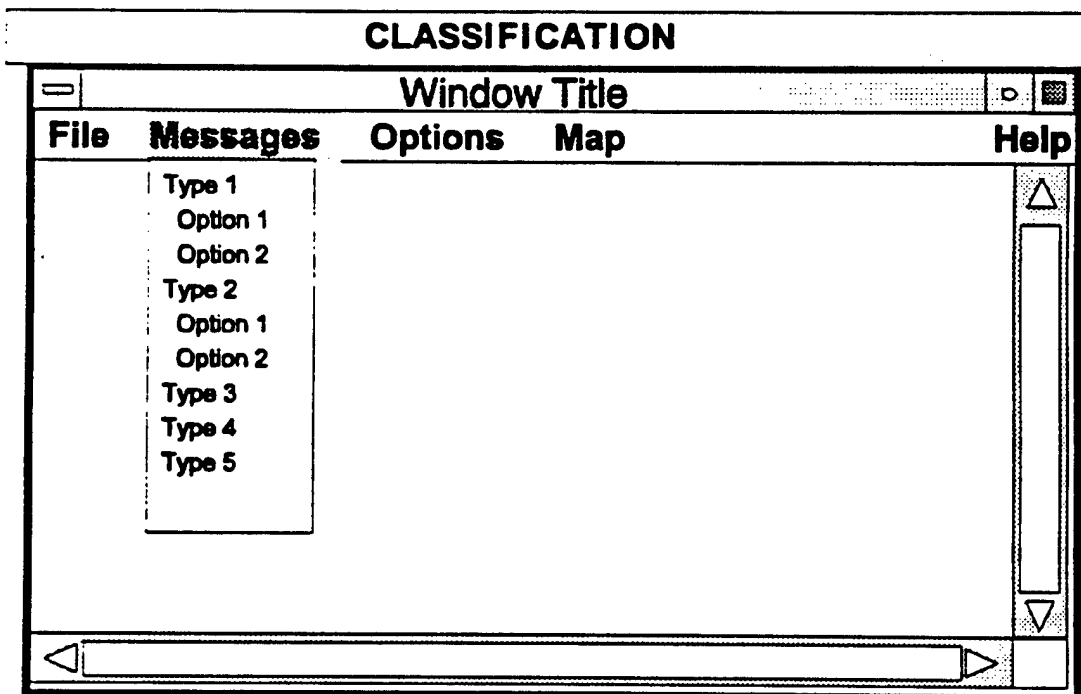 CLASSIFICATION
Window Title
File Messages Options Map Help
Type 1
Option 1
Option 2
Type 2
Option 1
Option 2
Type 3
Type 4
Type 5